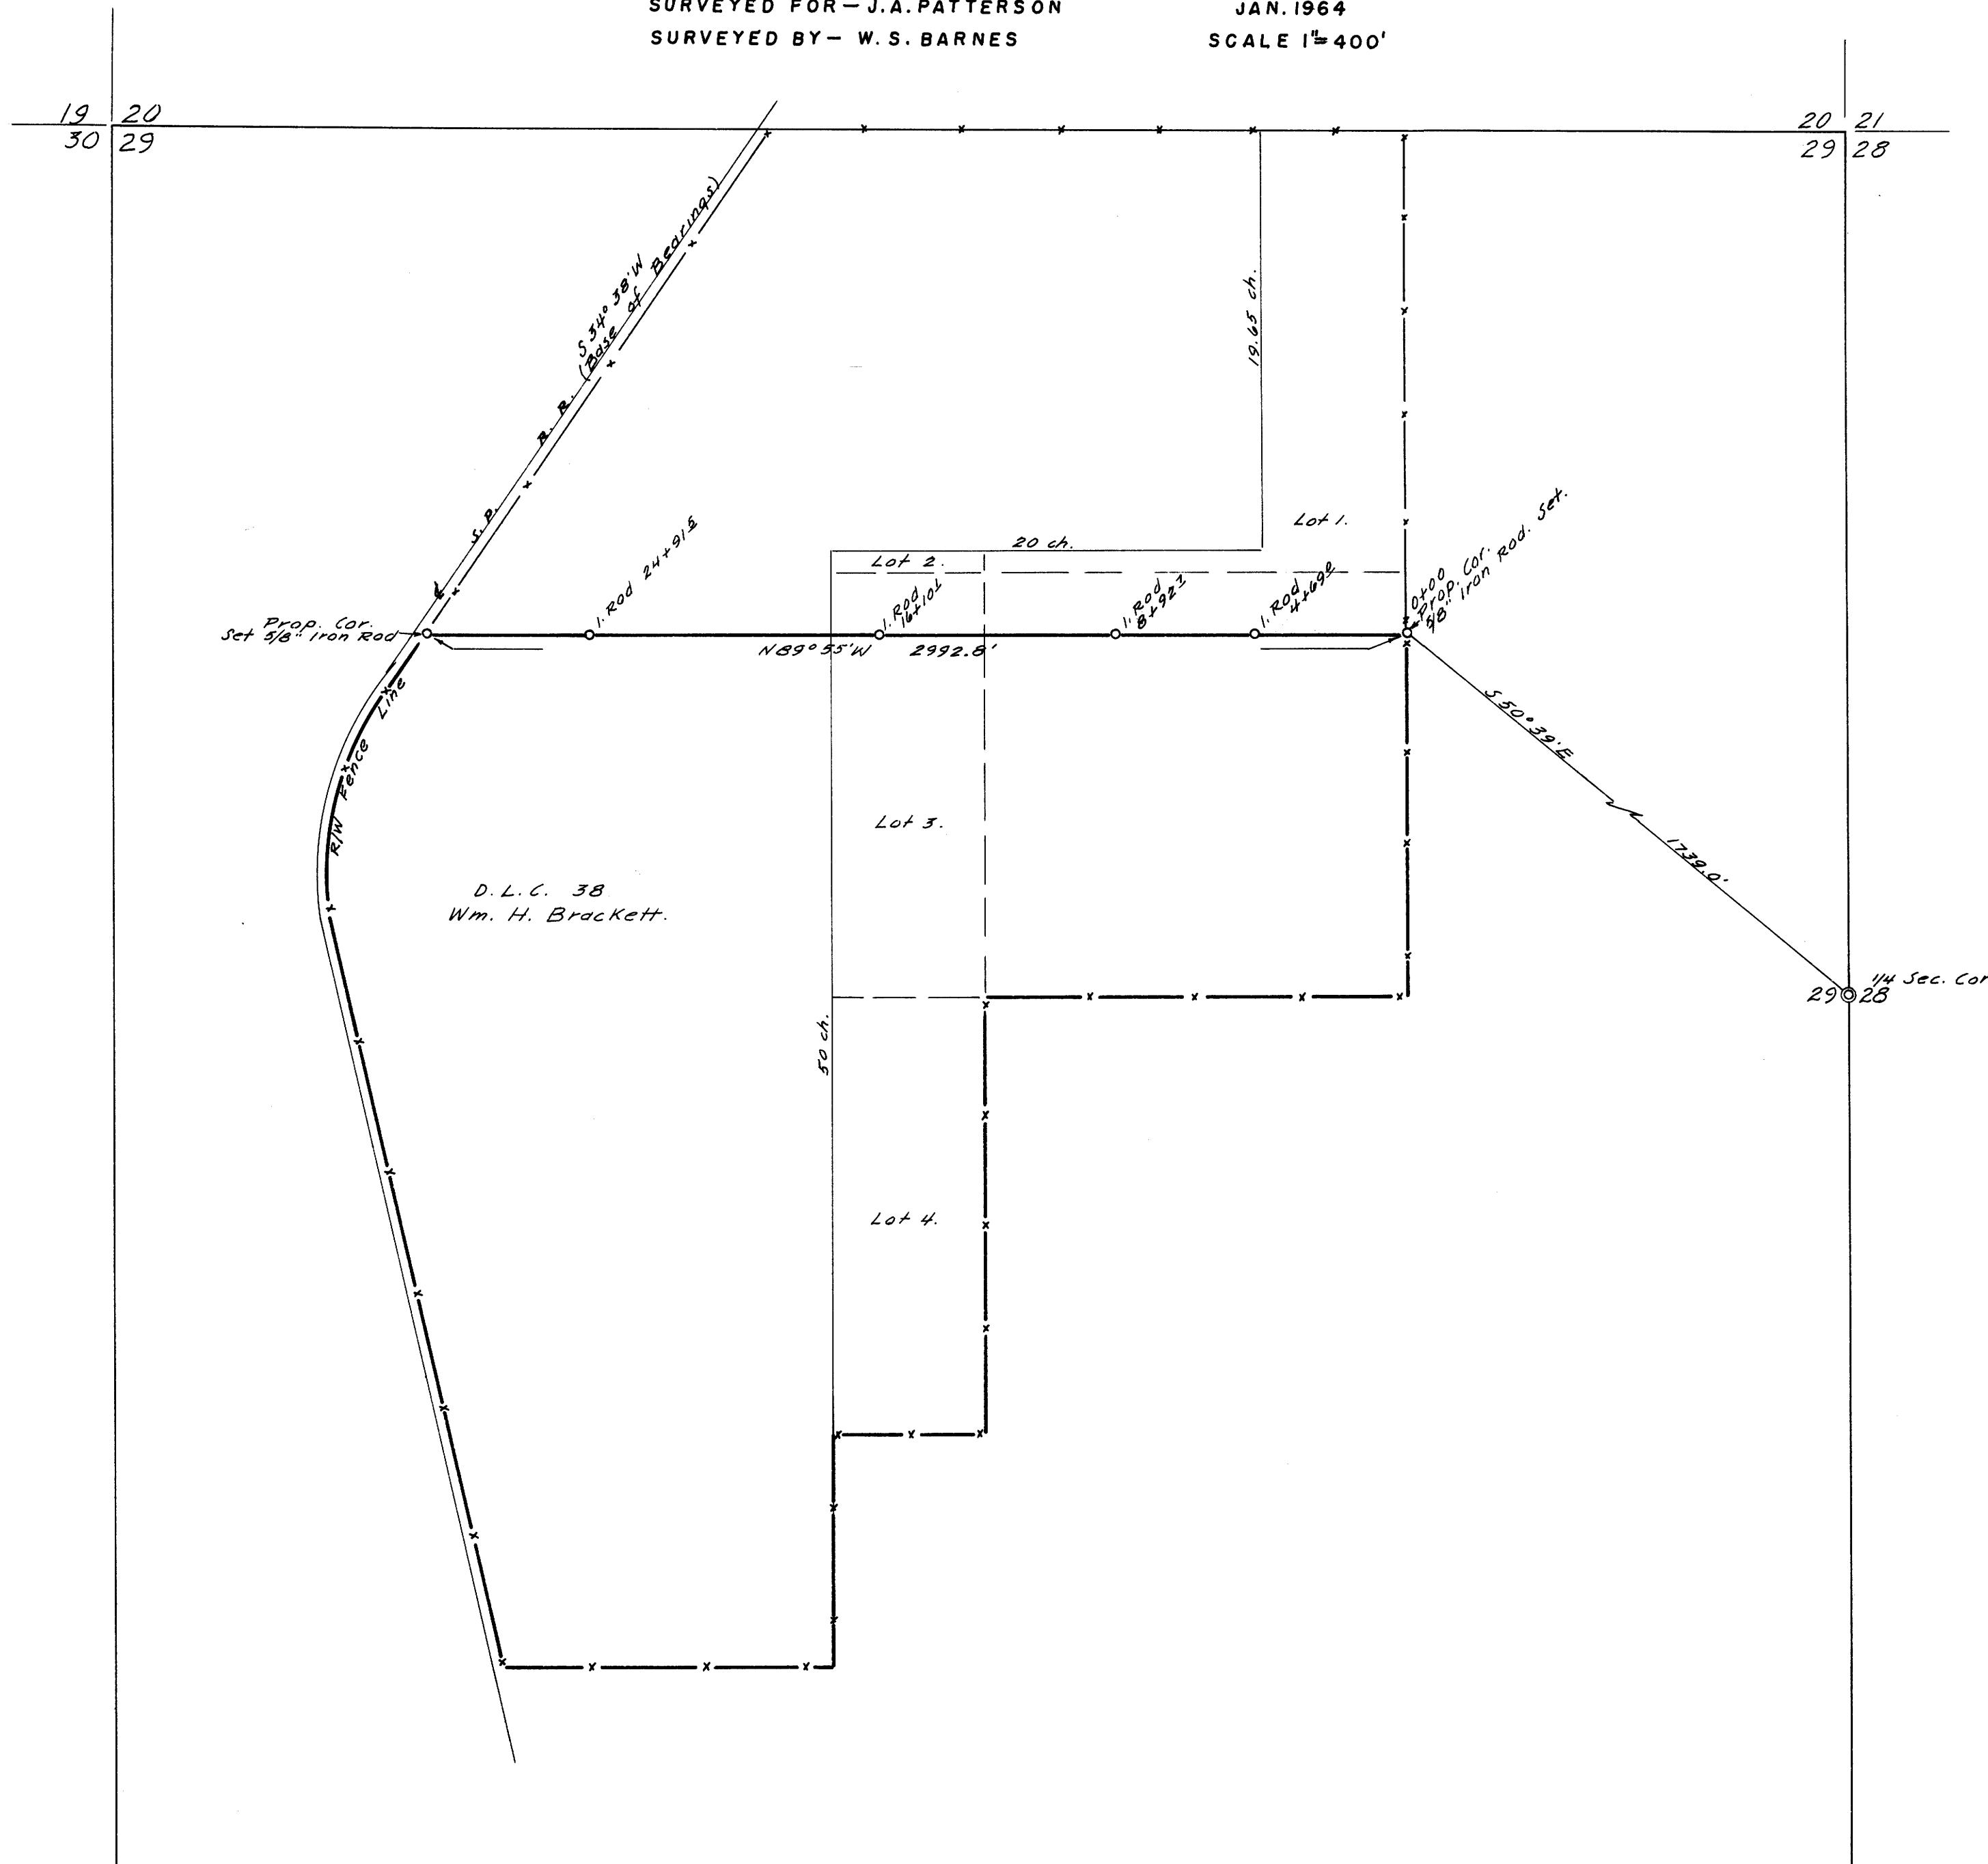 SURVEYED FOR — J.A. PATTERSON
JAN. 1964
SURVEYED BY — W. S. BARNES
SCALE 1"=400'
19 20
30 29
20 21
29 28
S 34° 38' W
(Base of Bearings)
S. P. R. R.
19.65 ch.
Lot 1.
20 ch.
Lot 2.
I. Rod 24+91.5
I. Rod
16+10.1
I. Rod
8+92.7
I. Rod
4+69.0
0+00
Prop. Cor.
5/8" Iron Rod. Set.
Prop. Cor.
Set 5/8" Iron Rod
N89° 55' W 2992.8'
R/W Fence Line
S 50° 39' E
1739.0'
Lot 3.
D. L. C. 38
Wm. H. Brackett.
1/4 Sec. Cor
29 28
50 ch.
Lot 4.